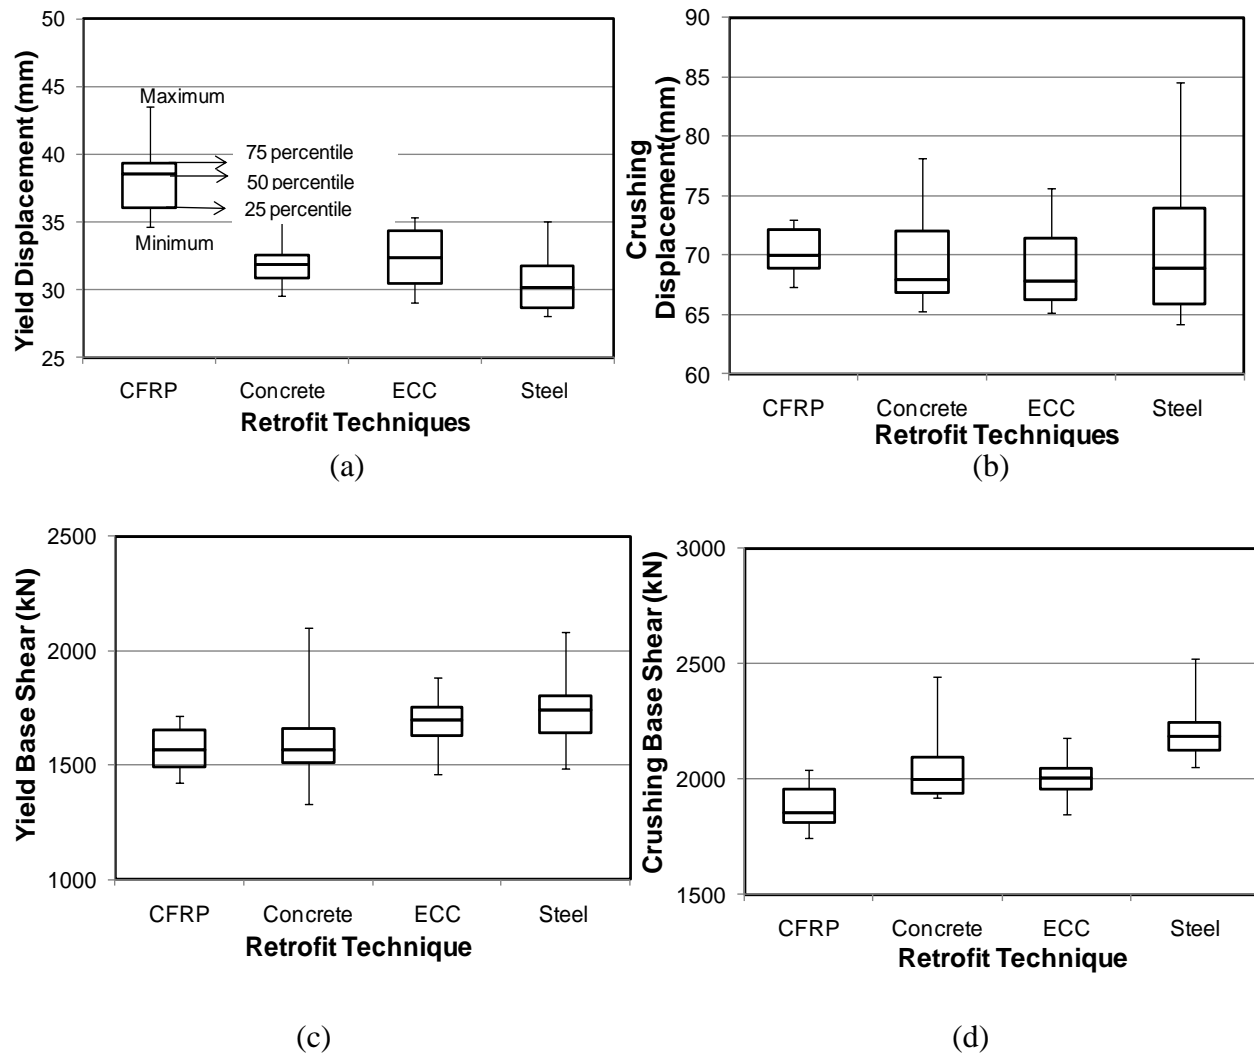 50
45
40
35
30
25
Yield Displacement (mm)
Maximum
75 percentile
50 percentile
25 percentile
Minimum
CFRP Concrete ECC Steel
Retrofit Techniques
(a)
90
85
80
75
70
65
60
Crushing
Displacement(mm)
CFRP Concrete ECC Steel
Retrofit Techniques
(b)
2500
2000
1500
1000
Yield Base Shear (kN)
CFRP Concrete ECC Steel
Retrofit Technique
(c)
3000
2500
2000
1500
Crushing Base Shear (kN)
CFRP Concrete ECC Steel
Retrofit Technique
(d)